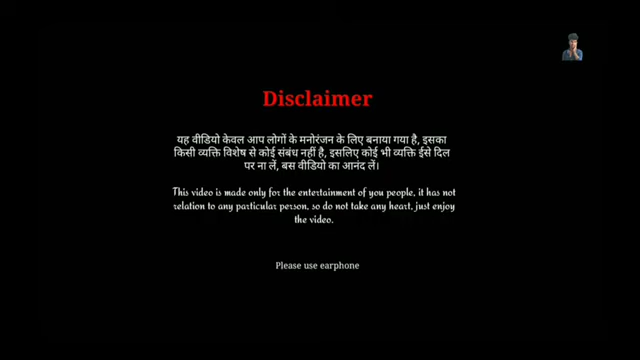 Disclaimer
यह वीडियो केवल आप लोगों के मनोरंजन के लिए बनाया गया है, इसका
किसी व्यक्ति विशेष से कोई संबंध नहीं है, इसलिए कोई भी व्यक्ति ईसे दिल
पर ना लें, बस वीडियो का आनंद लें।
This video is made only for the entertainment of you people, it has not
relation to any particular person, so do not take any heart, just enjoy
the video.
Please use earphone